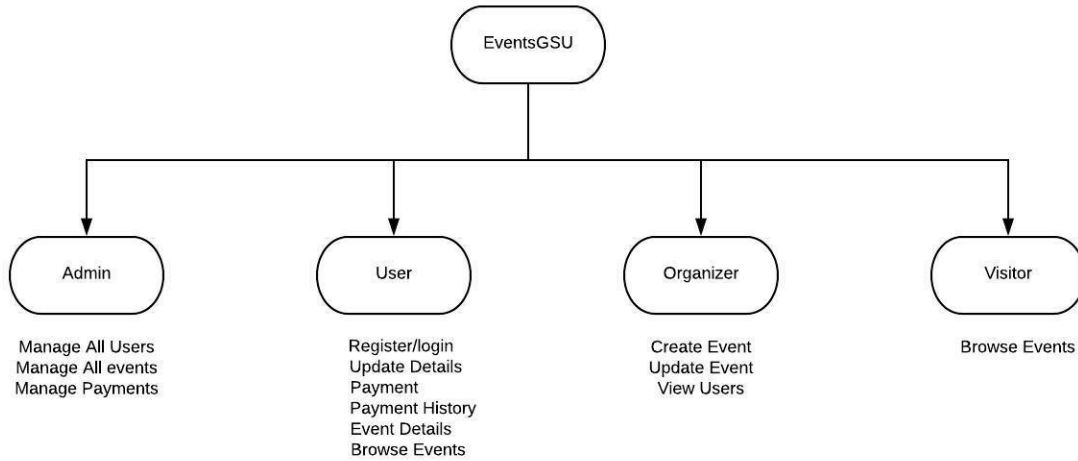 EventsGSU
Admin
User
Organizer
Visitor
Manage All Users
Manage All events
Manage Payments
Register/login
Update Details
Payment
Payment History
Event Details
Browse Events
Create Event
Update Event
View Users
Browse Events